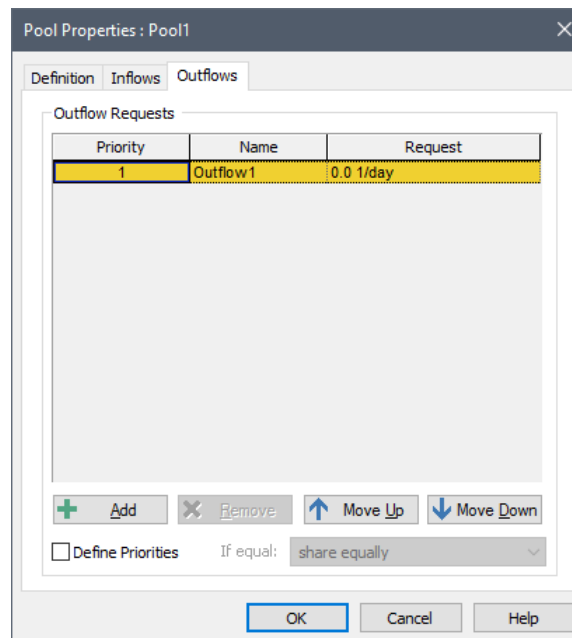 Pool Properties : Pool1
Definition Inflows Outflows
Outflow Requests
Priority Name Request
1 Outflow1 0.0 1/day
Add Remove Move Up Move Down
Define Priorities If equal: share equally
OK Cancel Help